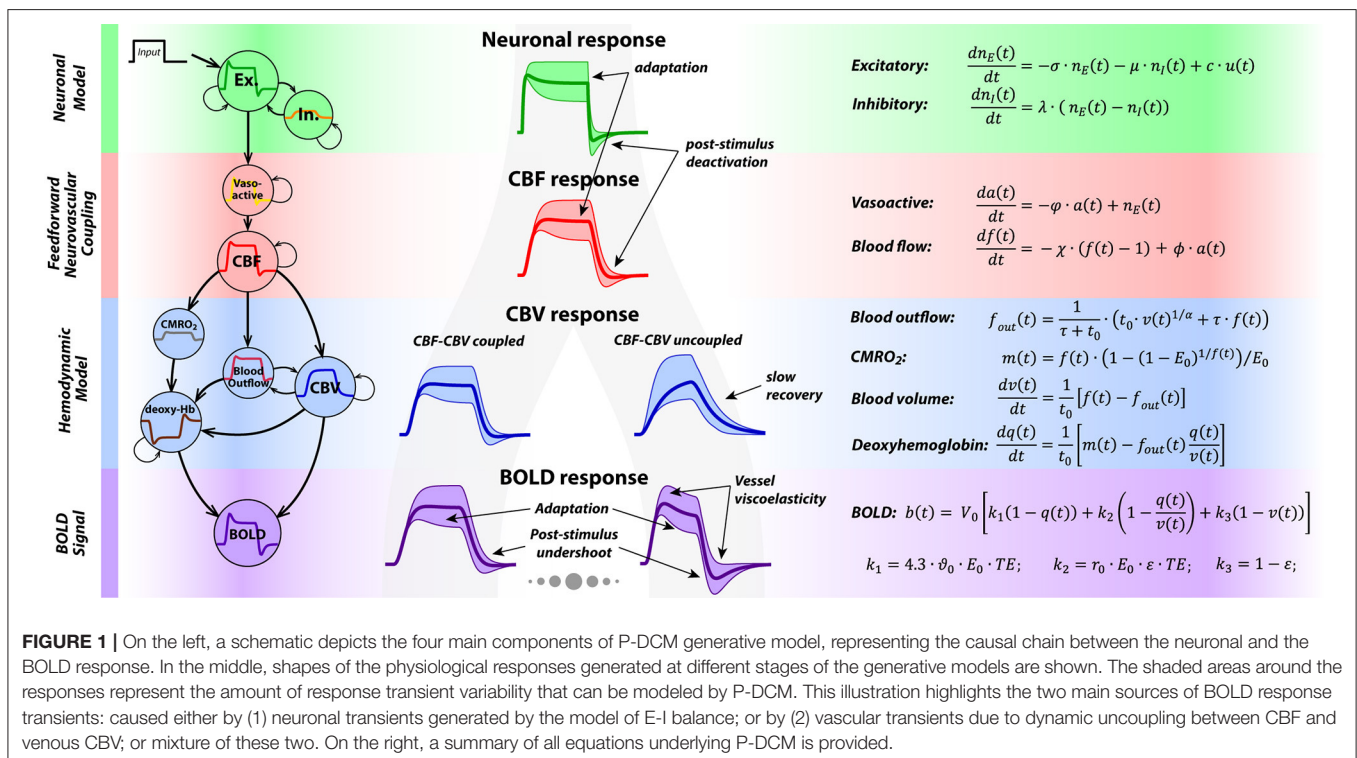 Neuronal Model
Input
Ex.
In.
Neuronal response
adaptation
post-stimulus deactivation
Excitatory: dn_E(t)/dt = −σ · n_E(t) − μ · n_I(t) + c · u(t)
Inhibitory: dn_I(t)/dt = λ · ( n_E(t) − n_I(t))
Feedforward Neurovascular Coupling
Vaso-active
CBF
CBF response
Vasoactive: da(t)/dt = −φ · a(t) + n_E(t)
Blood flow: df(t)/dt = − χ · (f(t) − 1) + ϕ · a(t)
Hemodynamic Model
CMRO₂
Blood Outflow
CBV
deoxy-Hb
CBV response
CBF-CBV coupled
CBF-CBV uncoupled
slow recovery
Blood outflow: f_out(t) = 1/(τ + t₀) · (t₀ · v(t)^{1/α} + τ · f(t))
CMRO₂: m(t) = f(t) · (1 − (1 − E₀)^{1/f(t)})/E₀
Blood volume: dv(t)/dt = 1/t₀ [f(t) − f_out(t)]
Deoxyhemoglobin: dq(t)/dt = 1/t₀ [m(t) − f_out(t) q(t)/v(t)]
BOLD Signal
BOLD
BOLD response
Adaptation
Post-stimulus undershoot
Vessel viscoelasticity
BOLD: b(t) = V₀ [k₁(1 − q(t)) + k₂ (1 − q(t)/v(t)) + k₃(1 − v(t))]
k₁ = 4.3 · ϑ₀ · E₀ · TE; k₂ = r₀ · E₀ · ε · TE; k₃ = 1 − ε;
FIGURE 1 | On the left, a schematic depicts the four main components of P-DCM generative model, representing the causal chain between the neuronal and the
BOLD response. In the middle, shapes of the physiological responses generated at different stages of the generative models are shown. The shaded areas around the
responses represent the amount of response transient variability that can be modeled by P-DCM. This illustration highlights the two main sources of BOLD response
transients: caused either by (1) neuronal transients generated by the model of E-I balance; or by (2) vascular transients due to dynamic uncoupling between CBF and
venous CBV; or mixture of these two. On the right, a summary of all equations underlying P-DCM is provided.